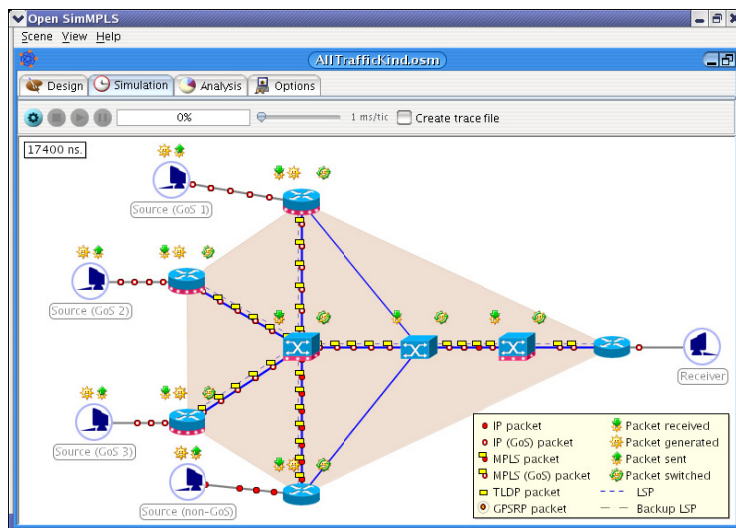 Open SimMPLS
Scene View Help
AllTrafficKind.osm
Design Simulation Analysis Options
0% 1 ms/tic Create trace file
17400 ns.
Source (GoS 1)
Source (GoS 2)
Receiver
Source (GoS 3)
Source (non-GoS)
IP packet Packet received
IP (GoS) packet Packet generated
MPLS packet Packet sent
MPLS (GoS) packet Packet switched
TLDP packet LSP
GPSRP packet Backup LSP